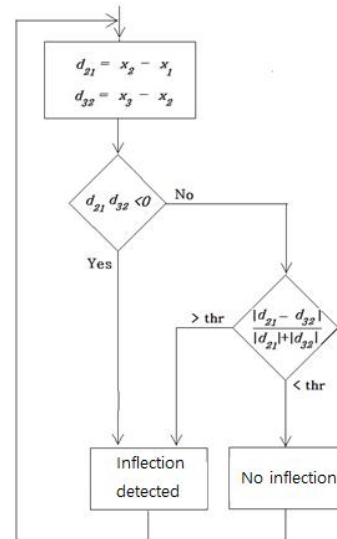 d₂₁ = x₂ − x₁
d₃₂ = x₃ − x₂
d₂₁ d₃₂ <0
No
Yes
|d₂₁ − d₃₂|
|d₂₁|+|d₃₂|
> thr
< thr
Inflection
detected
No inflection